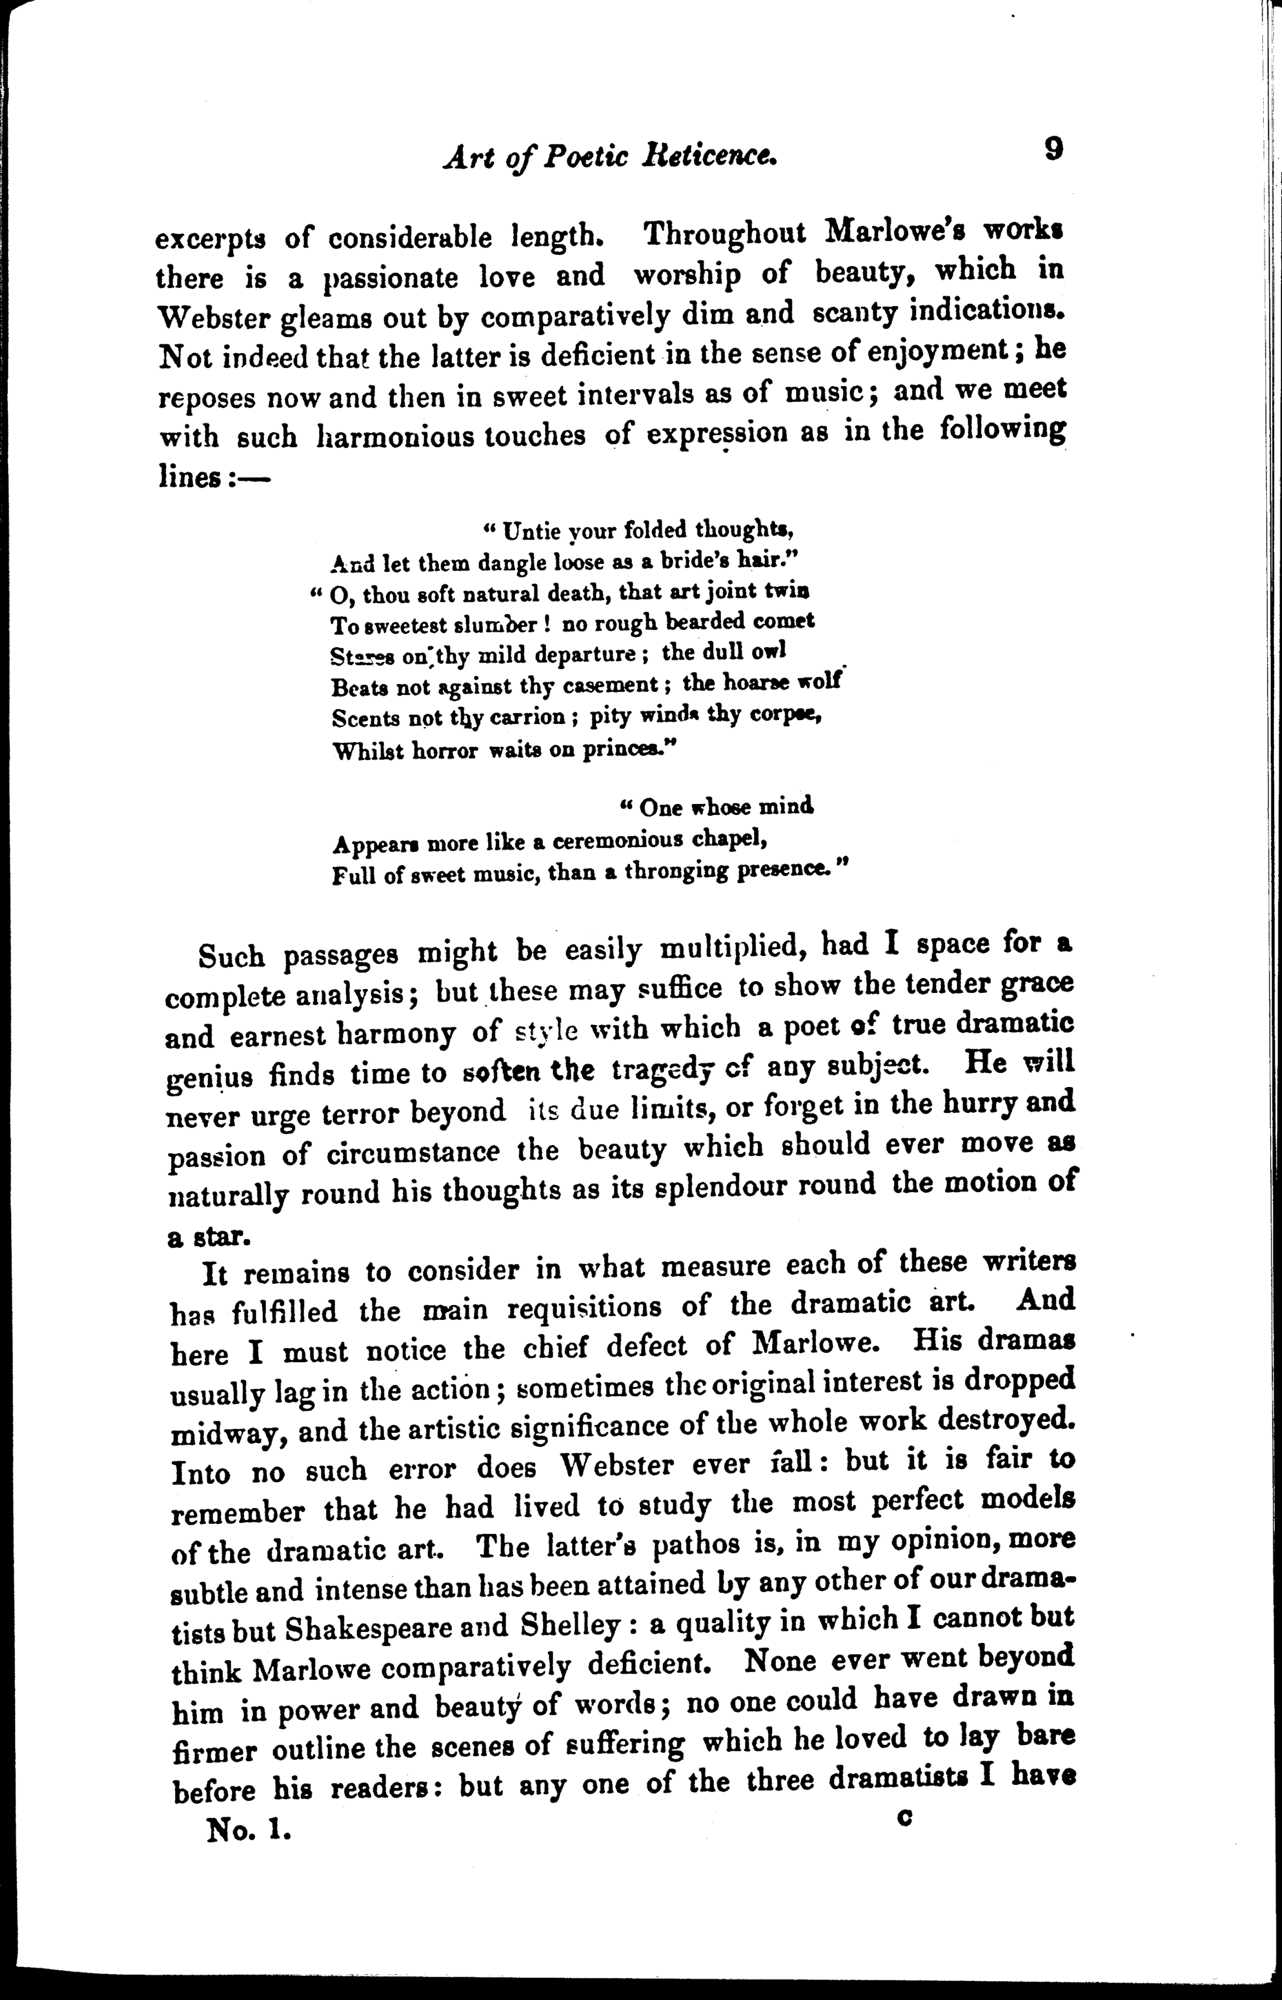 Art of Poetic Reticence.
9
excerpts of considerable length. Throughout Marlowe's works
there is a passionate love and worship of beauty, which in
Webster gleams out by comparatively dim and scanty indications.
Not indeed that the latter is deficient in the sense of enjoyment; he
reposes now and then in sweet intervals as of music; and we meet
with such harmonious touches of expression as in the following
lines:—
"Untie your folded thoughts,
And let them dangle loose as a bride's hair."
"O, thou soft natural death, that art joint twin
To sweetest slumber! no rough bearded comet
Stares on thy mild departure; the dull owl
Beats not against thy casement; the hoarse wolf
Scents not thy carrion; pity winds thy corpse,
Whilst horror waits on princes."
"One whose mind
Appears more like a ceremonious chapel,
Full of sweet music, than a thronging presence."
Such passages might be easily multiplied, had I space for a
complete analysis; but these may suffice to show the tender grace
and earnest harmony of style with which a poet of true dramatic
genius finds time to soften the tragedy of any subject. He will
never urge terror beyond its due limits, or forget in the hurry and
passion of circumstance the beauty which should ever move as
naturally round his thoughts as its splendour round the motion of
a star.
It remains to consider in what measure each of these writers
has fulfilled the main requisitions of the dramatic art. And
here I must notice the chief defect of Marlowe. His dramas
usually lag in the action; sometimes the original interest is dropped
midway, and the artistic significance of the whole work destroyed.
Into no such error does Webster ever fall: but it is fair to
remember that he had lived to study the most perfect models
of the dramatic art. The latter's pathos is, in my opinion, more
subtle and intense than has been attained by any other of our drama-
tists but Shakespeare and Shelley: a quality in which I cannot but
think Marlowe comparatively deficient. None ever went beyond
him in power and beauty of words; no one could have drawn in
firmer outline the scenes of suffering which he loved to lay bare
before his readers: but any one of the three dramatists I have
No. 1.
C